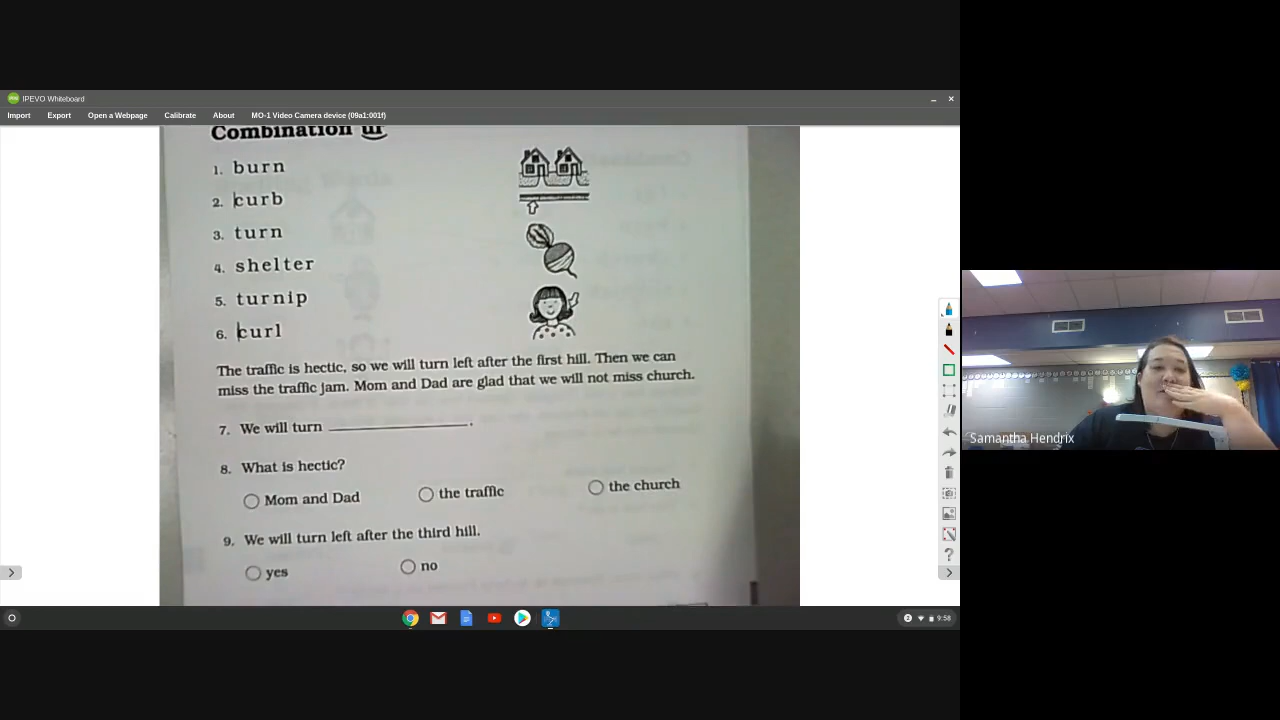 IPEVO Whiteboard
Import Export Open a Webpage Calibrate About MO-1 Video Camera device (09a1:001f)
Combination ur
1. burn
2. curb
3. turn
4. shelter
5. turnip
6. curl
The traffic is hectic, so we will turn left after the first hill. Then we can
miss the traffic jam. Mom and Dad are glad that we will not miss church.
7. We will turn ____________.
8. What is hectic?
Mom and Dad the traffic the church
9. We will turn left after the third hill.
yes no
Samantha Hendrix
2 9:58